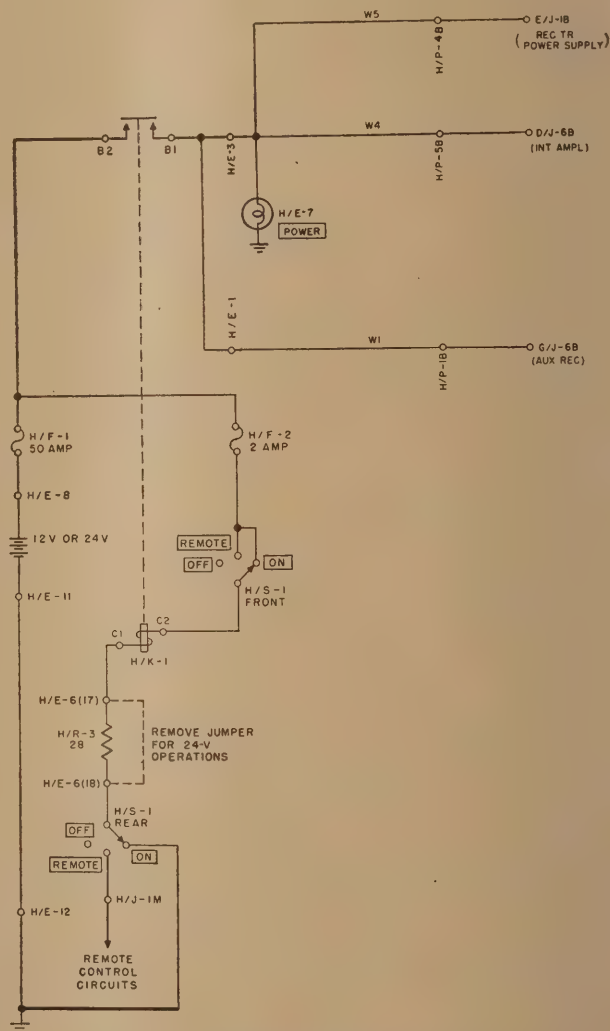 W5
E/J-1B
(REC TR
POWER SUPPLY)
H/P-4B
B2
B1
H/E-3
W4
H/P-5B
D/J-6B
(INT AMPL)
H/E-7
POWER
H/E-1
W1
H/P-1B
G/J-6B
(AUX REC)
H/F-1
50 AMP
H/F-2
2 AMP
H/E-8
12V OR 24V
REMOTE
OFF
ON
H/S-1
FRONT
H/E-11
C1
C2
H/K-1
H/E-6(17)
H/R-3
28
REMOVE JUMPER
FOR 24-V
OPERATIONS
H/E-6(18)
H/S-1
REAR
OFF
ON
REMOTE
H/J-1M
H/E-12
REMOTE
CONTROL
CIRCUITS